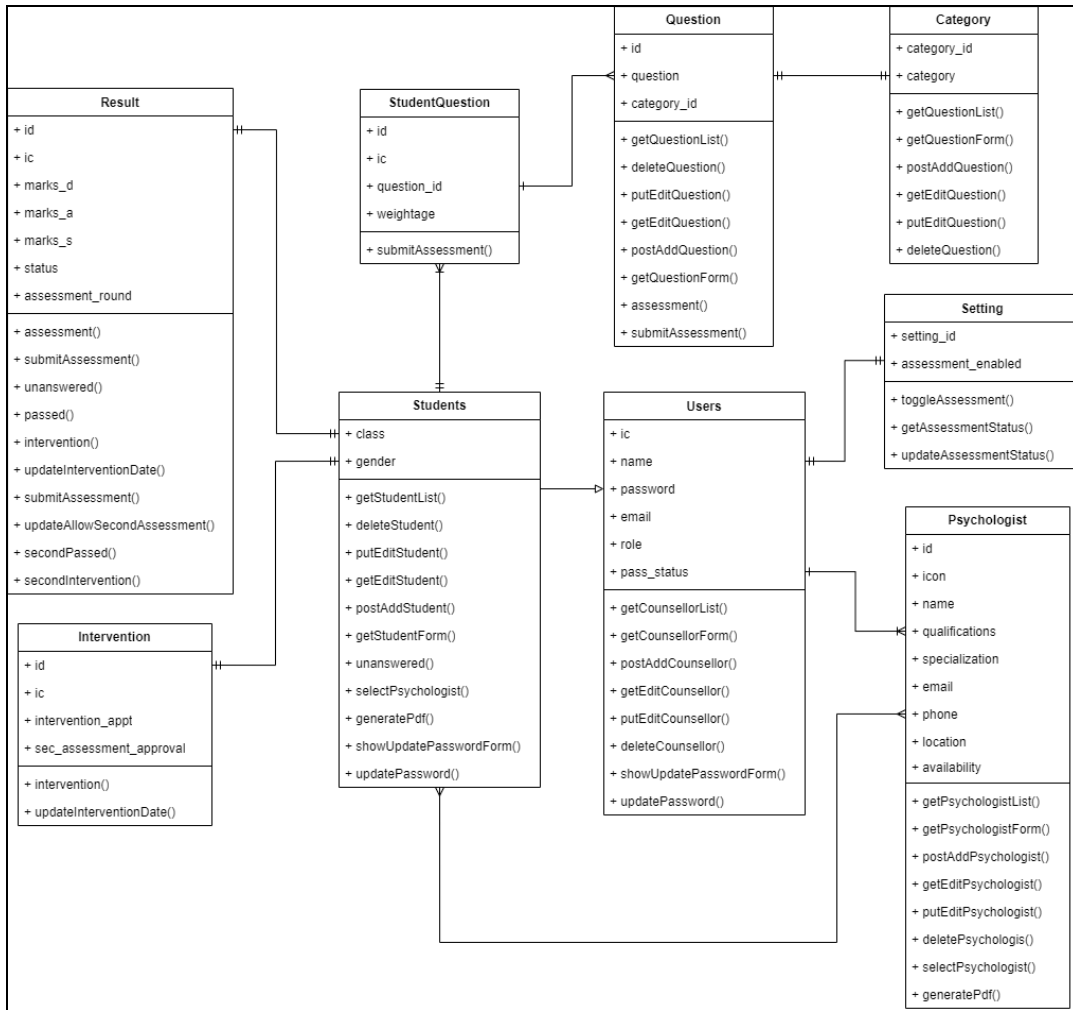 Question
+ id
+ question
+ category_id
+ getQuestionList()
+ deleteQuestion()
+ putEditQuestion()
+ getEditQuestion()
+ postAddQuestion()
+ getQuestionForm()
+ assessment()
+ submitAssessment()
Category
+ category_id
+ category
+ getQuestionList()
+ getQuestionForm()
+ postAddQuestion()
+ getEditQuestion()
+ putEditQuestion()
+ deleteQuestion()
Result
+ id
+ ic
+ marks_d
+ marks_a
+ marks_s
+ status
+ assessment_round
+ assessment()
+ submitAssessment()
+ unanswered()
+ passed()
+ intervention()
+ updateInterventionDate()
+ submitAssessment()
+ updateAllowSecondAssessment()
+ secondPassed()
+ secondIntervention()
StudentQuestion
+ id
+ ic
+ question_id
+ weightage
+ submitAssessment()
Setting
+ setting_id
+ assessment_enabled
+ toggleAssessment()
+ getAssessmentStatus()
+ updateAssessmentStatus()
Students
+ class
+ gender
+ getStudentList()
+ deleteStudent()
+ putEditStudent()
+ getEditStudent()
+ postAddStudent()
+ getStudentForm()
+ unanswered()
+ selectPsychologist()
+ generatePdf()
+ showUpdatePasswordForm()
+ updatePassword()
Users
+ ic
+ name
+ password
+ email
+ role
+ pass_status
+ getCounsellorList()
+ getCounsellorForm()
+ postAddCounsellor()
+ getEditCounsellor()
+ putEditCounsellor()
+ deleteCounsellor()
+ showUpdatePasswordForm()
+ updatePassword()
Psychologist
+ id
+ icon
+ name
+ qualifications
+ specialization
+ email
+ phone
+ location
+ availability
+ getPsychologistList()
+ getPsychologistForm()
+ postAddPsychologist()
+ getEditPsychologist()
+ putEditPsychologist()
+ deletePsychologis()
+ selectPsychologist()
+ generatePdf()
Intervention
+ id
+ ic
+ intervention_appt
+ sec_assessment_approval
+ intervention()
+ updateInterventionDate()